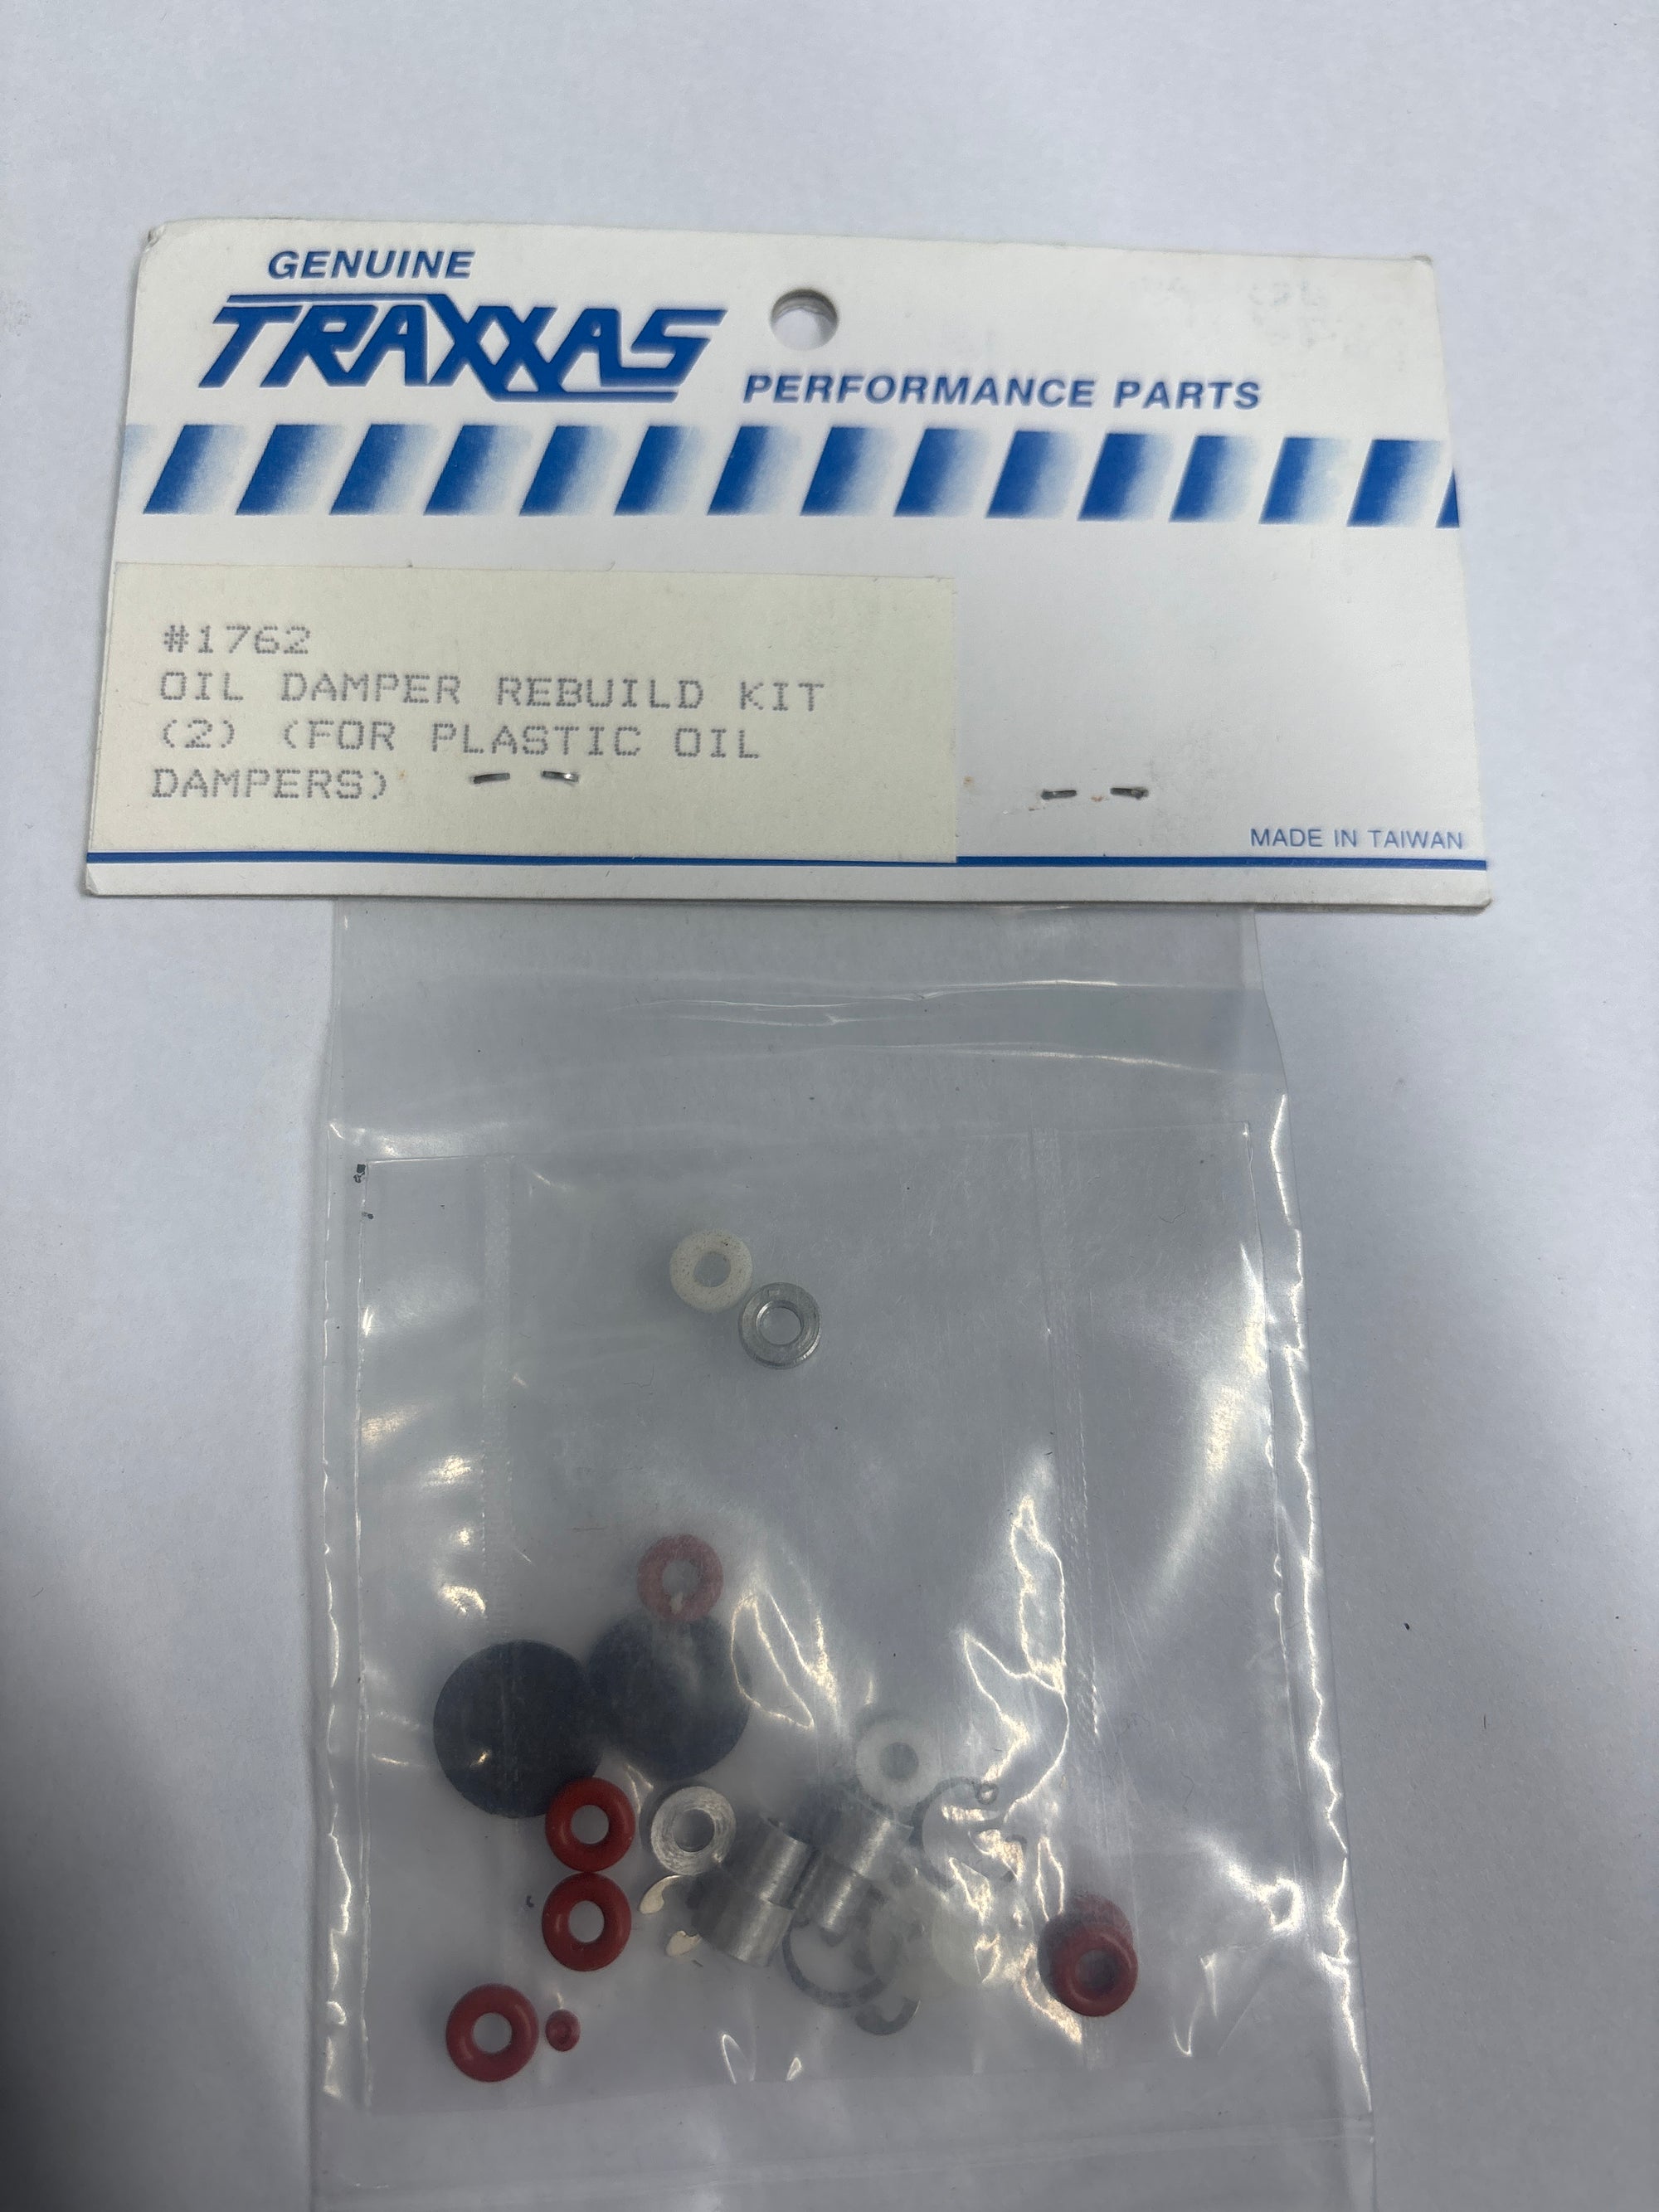 GENUINE
TRAXXAS
PERFORMANCE PARTS
#1762
OIL DAMPER REBUILD KIT
(2) (FOR PLASTIC OIL
DAMPERS)
MADE IN TAIWAN